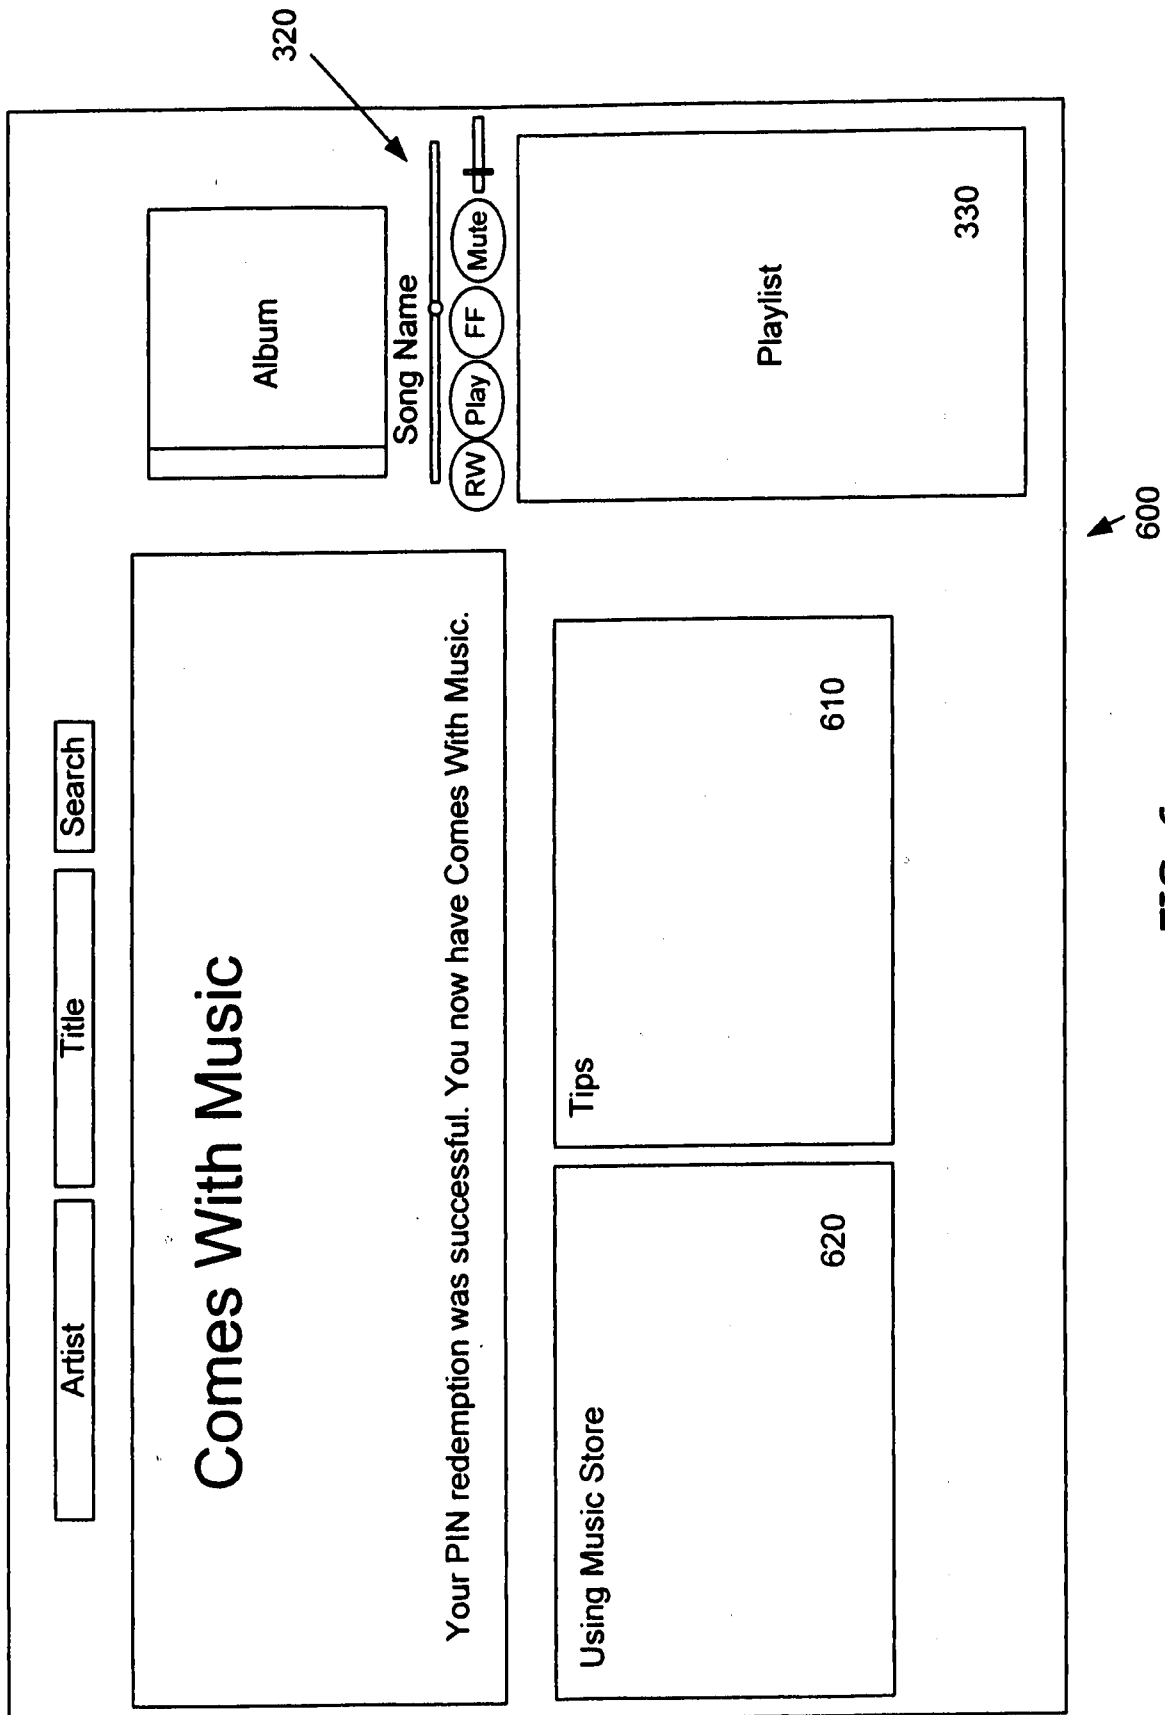 320
Artist
Title
Search
Album
Comes With Music
Song Name
RW
Play
FF
Mute
Your PIN redemption was successful. You now have Comes With Music.
Using Music Store
Tips
Playlist
620
610
330
600